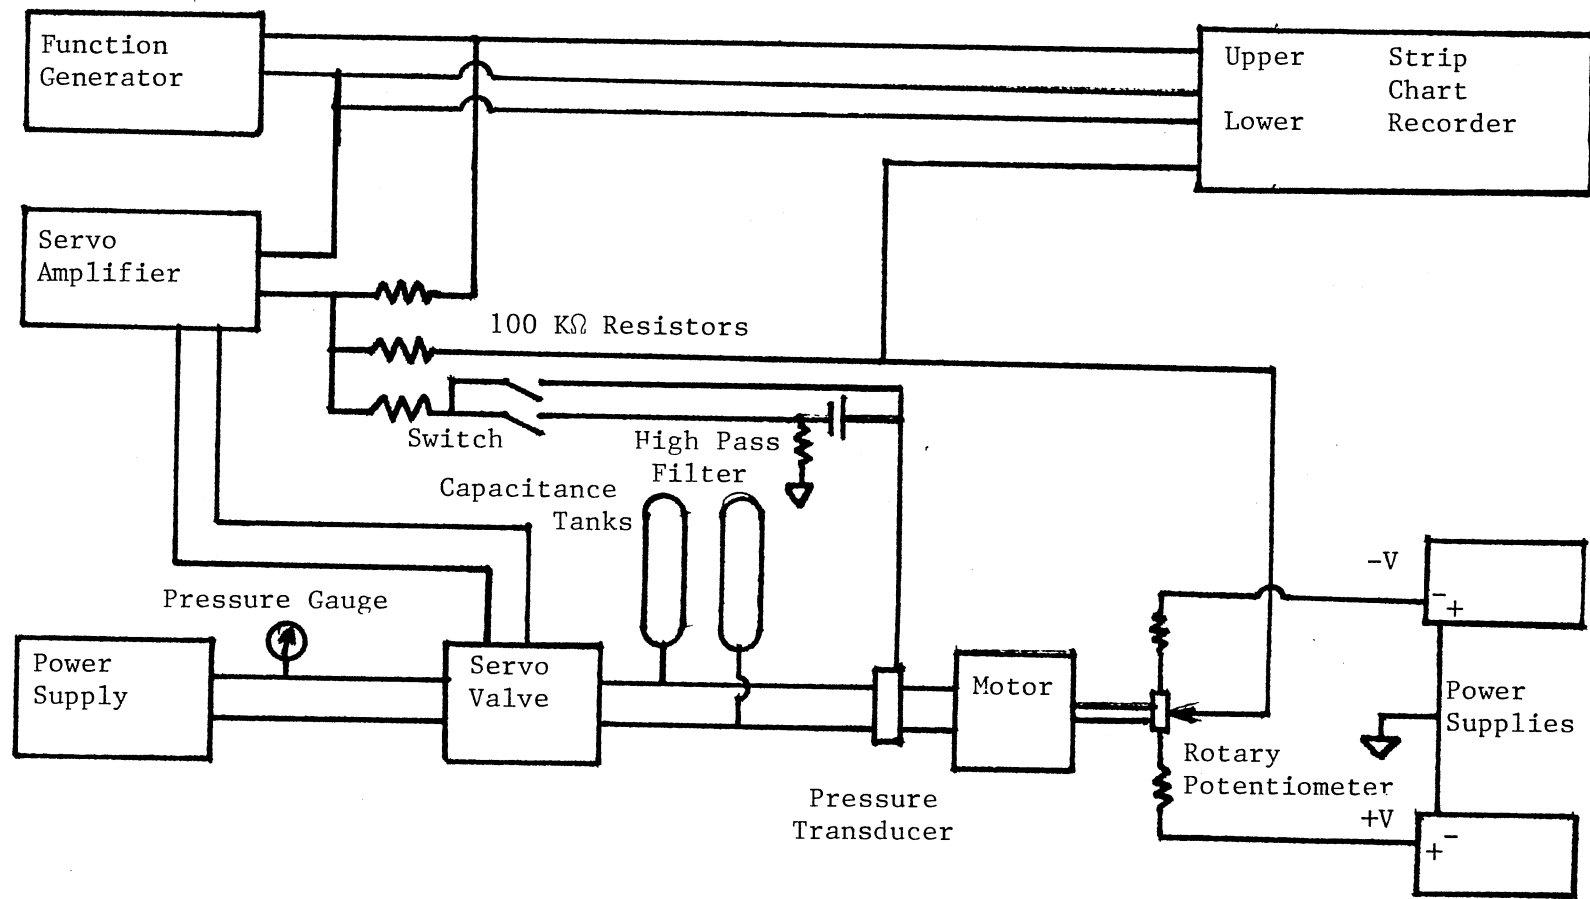 Function
Generator
Upper
Strip
Chart
Lower
Recorder
Servo
Amplifier
100 KΩ Resistors
Switch
High Pass
Filter
Capacitance
Tanks
-V
- +
Pressure Gauge
Power
Supply
Servo
Valve
Motor
Power
Supplies
Rotary
Potentiometer
+V
+ -
Pressure
Transducer